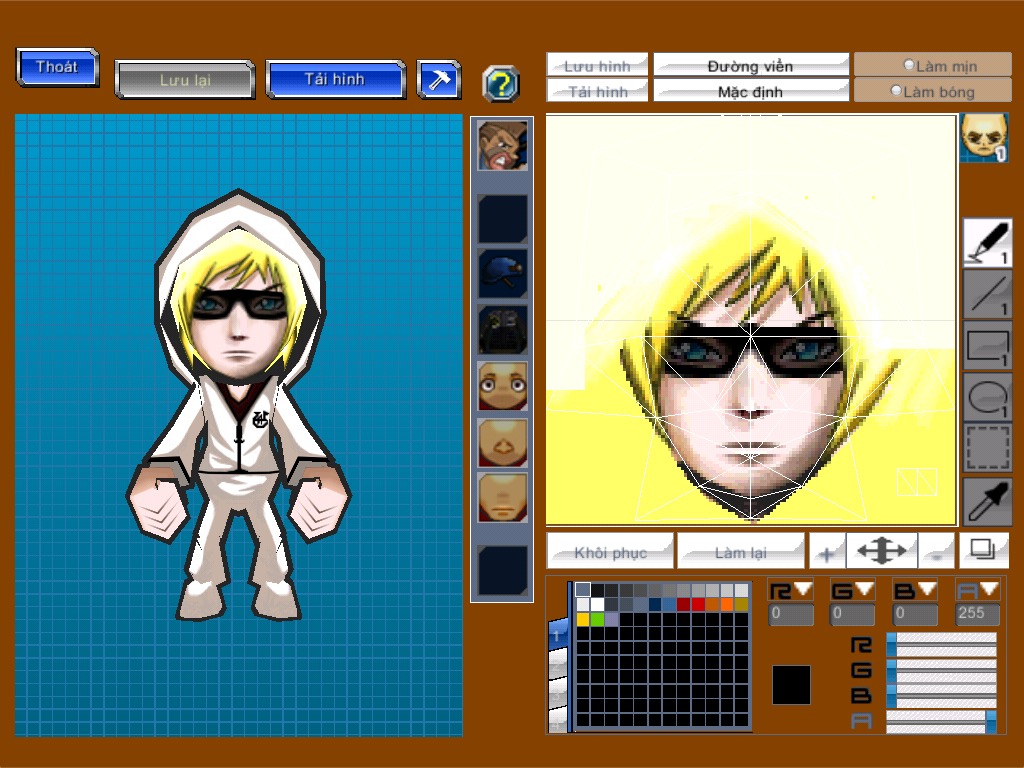 Thoát
Lưu lại
Tải hình
?
Lưu hình
Đường viền
Làm mịn
Tải hình
Mặc định
Làm bóng
1
1
1
1
1
Khôi phục
Làm lại
+
-
R
G
B
A
0
0
0
255
1
R
G
B
A